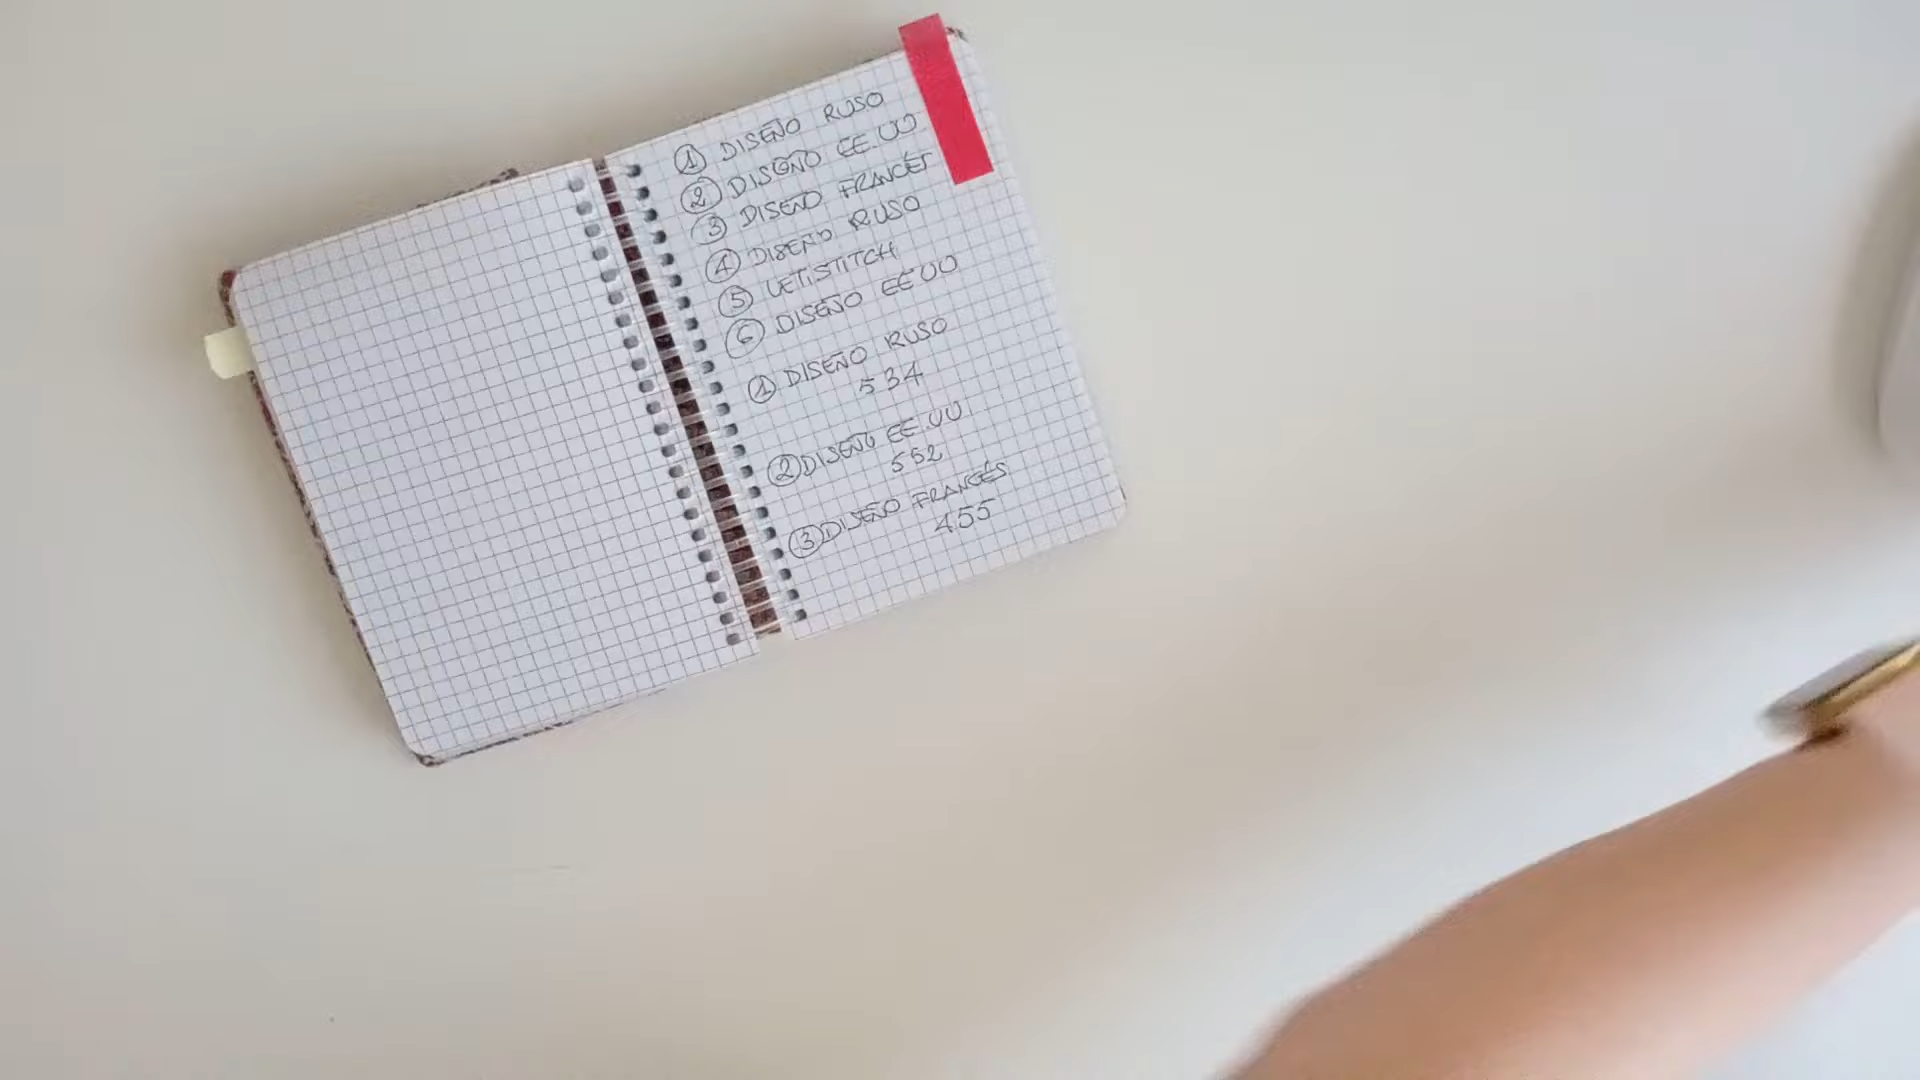 ① DISEÑO RUSO
② DISEÑO EE.UU
③ DISEÑO FRANCÉS
④ DISEÑO RUSO
⑤ LETISTITCH
⑥ DISEÑO EE.UU
① DISEÑO RUSO
534
② DISEÑO EE.UU
552
③ DISEÑO FRANCÉS
455